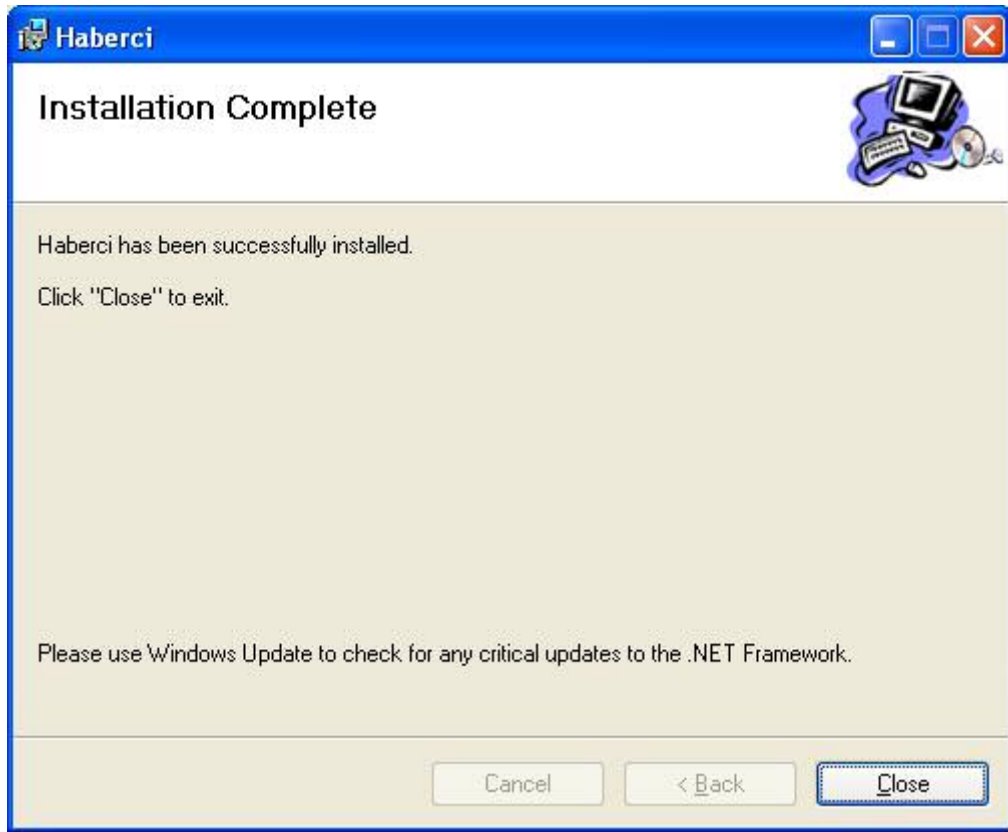 Haberci
Installation Complete
Haberci has been successfully installed.
Click "Close" to exit.
Please use Windows Update to check for any critical updates to the .NET Framework.
Cancel
< Back
Close